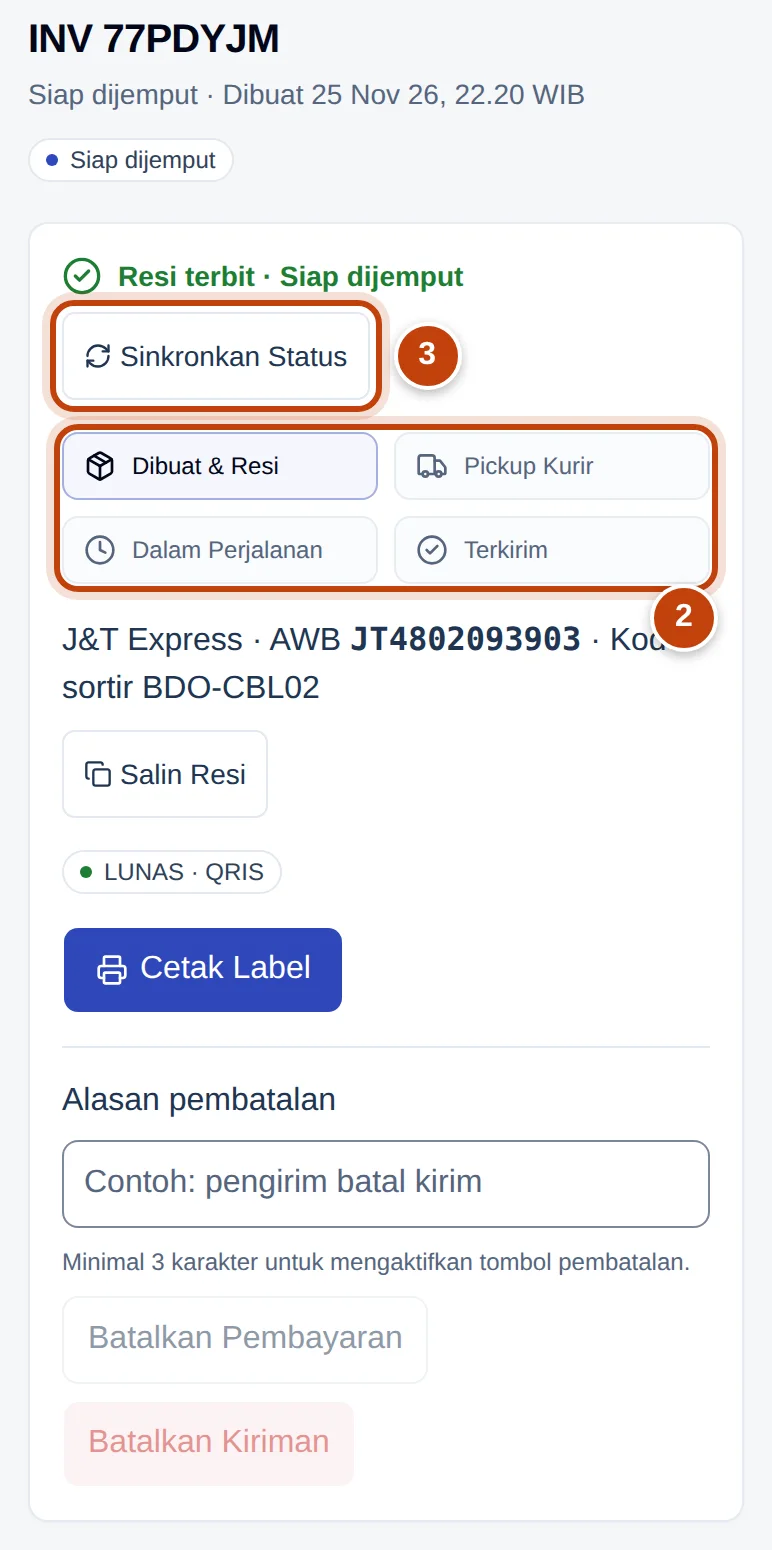 INV 77PDYJM
Siap dijemput · Dibuat 25 Nov 26, 22.20 WIB
Siap dijemput
Resi terbit · Siap dijemput
Sinkronkan Status
3
Dibuat & Resi
Pickup Kurir
Dalam Perjalanan
Terkirim
2
J&T Express · AWB JT4802093903 · Kod
sortir BDO-CBL02
Salin Resi
LUNAS · QRIS
Cetak Label
Alasan pembatalan
Contoh: pengirim batal kirim
Minimal 3 karakter untuk mengaktifkan tombol pembatalan.
Batalkan Pembayaran
Batalkan Kiriman